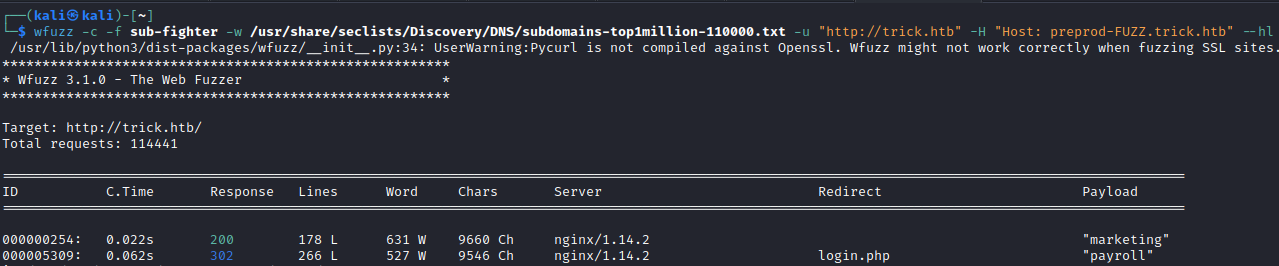 ┌──(kali㉿kali)-[~]
└─$ wfuzz -c -f sub-fighter -w /usr/share/seclists/Discovery/DNS/subdomains-top1million-110000.txt -u "http://trick.htb" -H "Host: preprod-FUZZ.trick.htb" --hl
/usr/lib/python3/dist-packages/wfuzz/__init__.py:34: UserWarning:Pycurl is not compiled against Openssl. Wfuzz might not work correctly when fuzzing SSL sites.
********************************************************
* Wfuzz 3.1.0 - The Web Fuzzer *
********************************************************
Target: http://trick.htb/
Total requests: 114441
ID C.Time Response Lines Word Chars Server Redirect Payload
000000254: 0.022s 200 178 L 631 W 9660 Ch nginx/1.14.2 "marketing"
000005309: 0.062s 302 266 L 527 W 9546 Ch nginx/1.14.2 login.php "payroll"